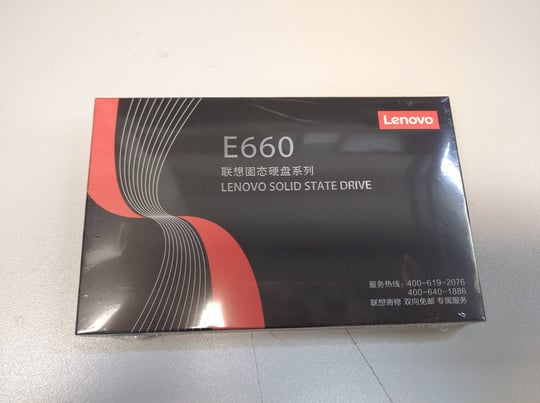 Lenovo
E660
联想固态硬盘系列
LENOVO SOLID STATE DRIVE
服务热线：400-619-2076
400-640-1886
联想寄修 双向免邮 专属服务